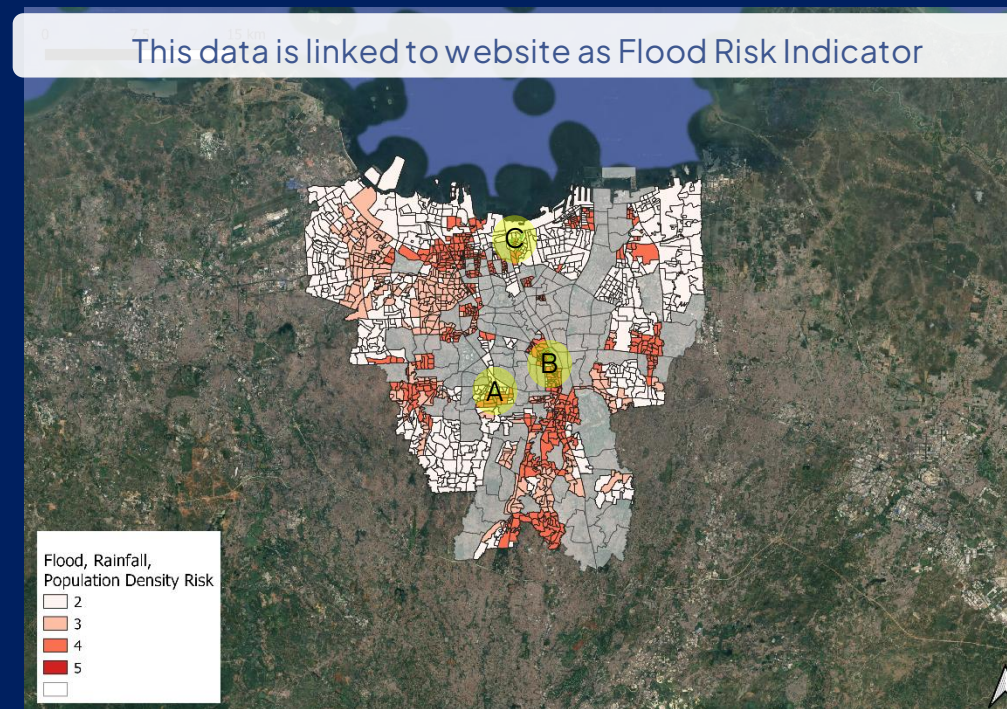 This data is linked to website as Flood Risk Indicator
C
B
A
Flood, Rainfall,
Population Density Risk
2
3
4
5